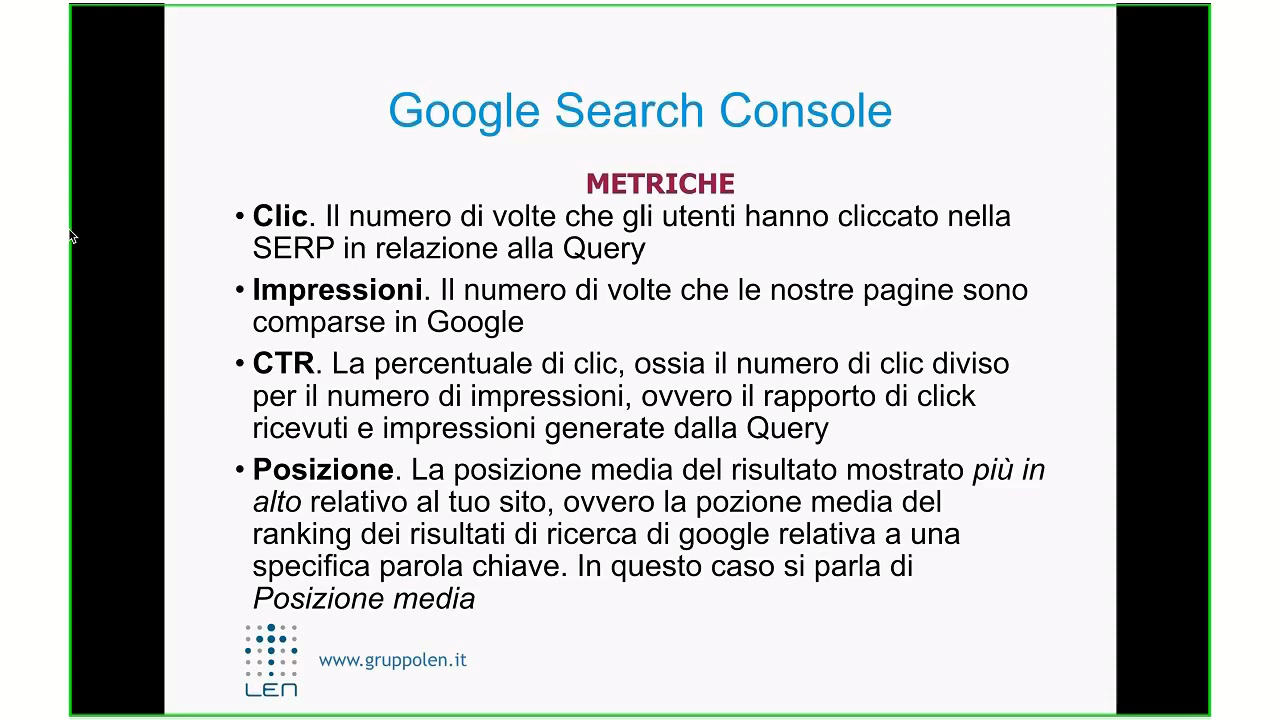 Google Search Console
METRICHE
• Clic. Il numero di volte che gli utenti hanno cliccato nella
SERP in relazione alla Query
• Impressioni. Il numero di volte che le nostre pagine sono
comparse in Google
• CTR. La percentuale di clic, ossia il numero di clic diviso
per il numero di impressioni, ovvero il rapporto di click
ricevuti e impressioni generate dalla Query
• Posizione. La posizione media del risultato mostrato più in
alto relativo al tuo sito, ovvero la pozione media del
ranking dei risultati di ricerca di google relativa a una
specifica parola chiave. In questo caso si parla di
Posizione media
www.gruppolen.it
LEN